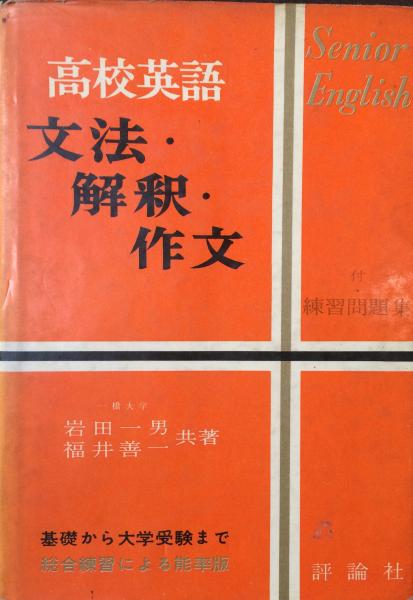 Senior
English
高校英語
文法・
解釈・
作文
付・
練習問題集
一橋大学
岩田一男
福井善一
共著
基礎から大学受験まで
総合練習による能率版
評論社